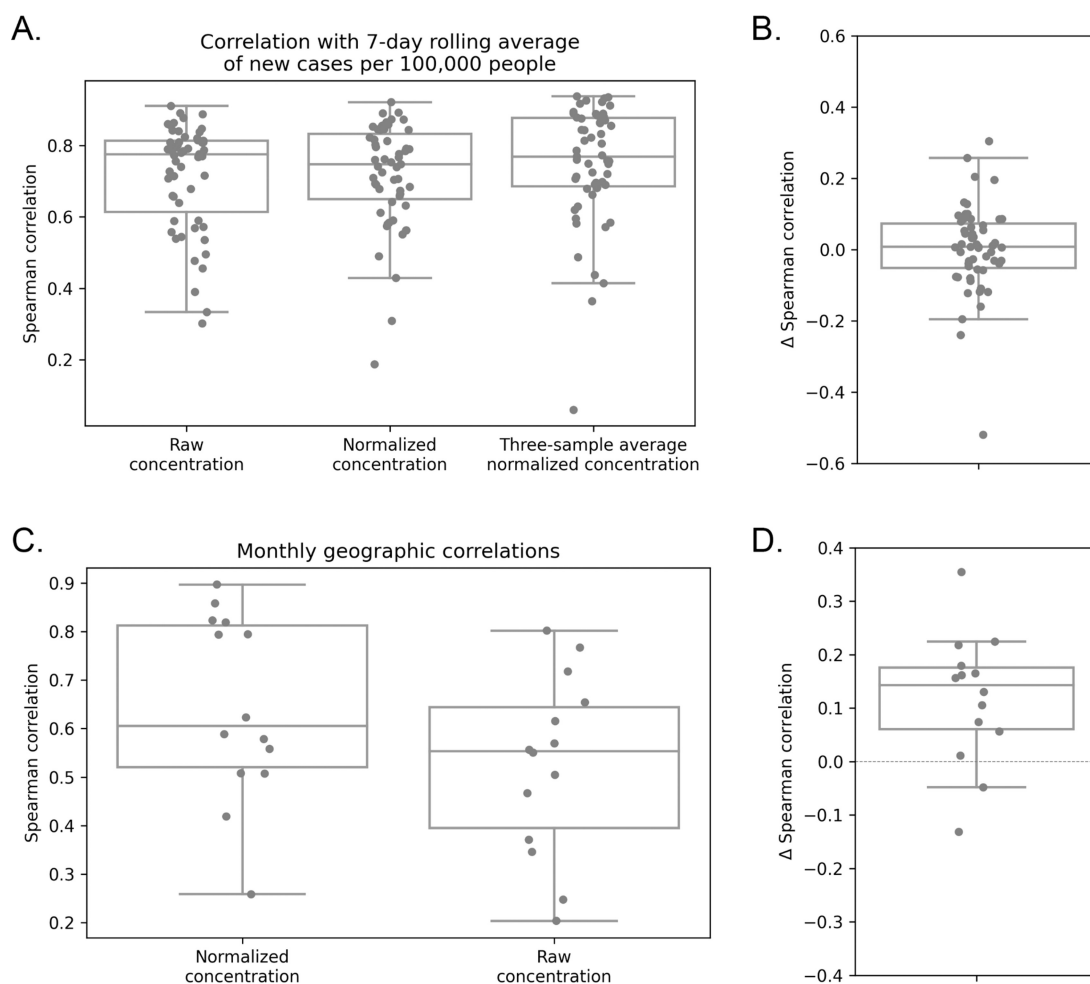 A.
Correlation with 7-day rolling average
of new cases per 100,000 people
Spearman correlation
0.8
0.6
0.4
0.2
Raw
concentration
Normalized
concentration
Three-sample average
normalized concentration
B.
Δ Spearman correlation
0.6
0.4
0.2
0.0
−0.2
−0.4
−0.6
C.
Monthly geographic correlations
Spearman correlation
0.9
0.8
0.7
0.6
0.5
0.4
0.3
0.2
Normalized
concentration
Raw
concentration
D.
Δ Spearman correlation
0.4
0.3
0.2
0.1
0.0
−0.1
−0.2
−0.3
−0.4